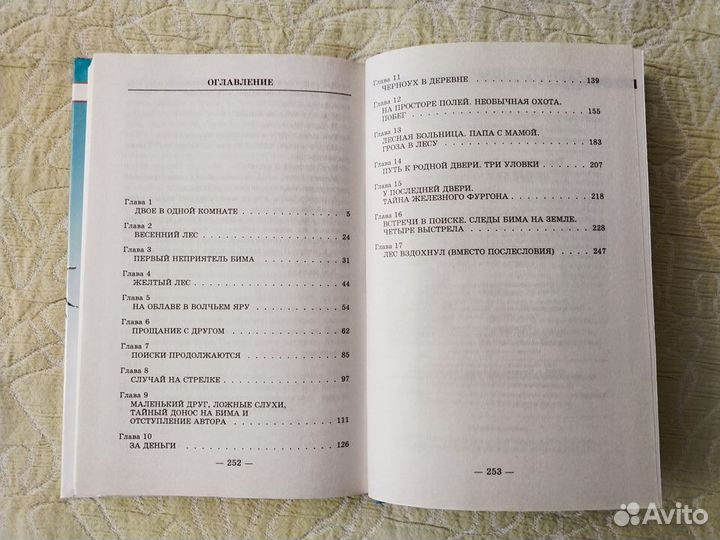 ОГЛАВЛЕНИЕ
Глава 1
ДВОЕ В ОДНОЙ КОМНАТЕ . . . . . . . . . . . . . 5
Глава 2
ВЕСЕННИЙ ЛЕС . . . . . . . . . . . . . . . . . . 24
Глава 3
ПЕРВЫЙ НЕПРИЯТЕЛЬ БИМА . . . . . . . . . . 31
Глава 4
ЖЕЛТЫЙ ЛЕС . . . . . . . . . . . . . . . . . . . 44
Глава 5
НА ОБЛАВЕ В ВОЛЧЬЕМ ЯРУ . . . . . . . . . . 54
Глава 6
ПРОЩАНИЕ С ДРУГОМ . . . . . . . . . . . . . 62
Глава 7
ПОИСКИ ПРОДОЛЖАЮТСЯ . . . . . . . . . . . 85
Глава 8
СЛУЧАЙ НА СТРЕЛКЕ . . . . . . . . . . . . . . 97
Глава 9
МАЛЕНЬКИЙ ДРУГ, ЛОЖНЫЕ СЛУХИ,
ТАЙНЫЙ ДОНОС НА БИМА И
ОТСТУПЛЕНИЕ АВТОРА . . . . . . . . . . . . . 111
Глава 10
ЗА ДЕНЬГИ . . . . . . . . . . . . . . . . . . . . 126
— 252 —
Глава 11
ЧЕРНОУХ В ДЕРЕВНЕ . . . . . . . . . . . . . . 139
Глава 12
НА ПРОСТОРЕ ПОЛЕЙ. НЕОБЫЧНАЯ ОХОТА.
ПОБЕГ . . . . . . . . . . . . . . . . . . . . . . . 155
Глава 13
ЛЕСНАЯ БОЛЬНИЦА. ПАПА С МАМОЙ.
ГРОЗА В ЛЕСУ . . . . . . . . . . . . . . . . . . 183
Глава 14
ПУТЬ К РОДНОЙ ДВЕРИ. ТРИ УЛОВКИ . . . . . 207
Глава 15
У ПОСЛЕДНЕЙ ДВЕРИ.
ТАЙНА ЖЕЛЕЗНОГО ФУРГОНА . . . . . . . . . 218
Глава 16
ВСТРЕЧИ В ПОИСКЕ. СЛЕДЫ БИМА НА ЗЕМЛЕ.
ЧЕТЫРЕ ВЫСТРЕЛА . . . . . . . . . . . . . . . 228
Глава 17
ЛЕС ВЗДОХНУЛ (ВМЕСТО ПОСЛЕСЛОВИЯ) . . . . 247
— 253 —
Avito